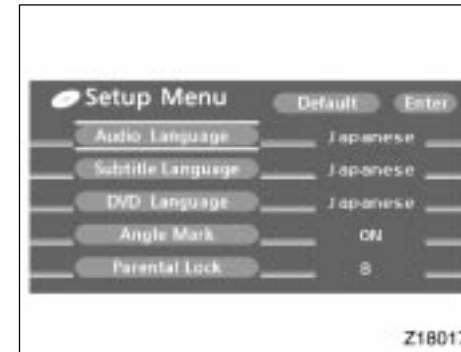 Setup Menu Default Enter
Audio Language Japanese
Subtitle Language Japanese
DVD Language Japanese
Angle Mark ON
Parental Lock 8
Z18017